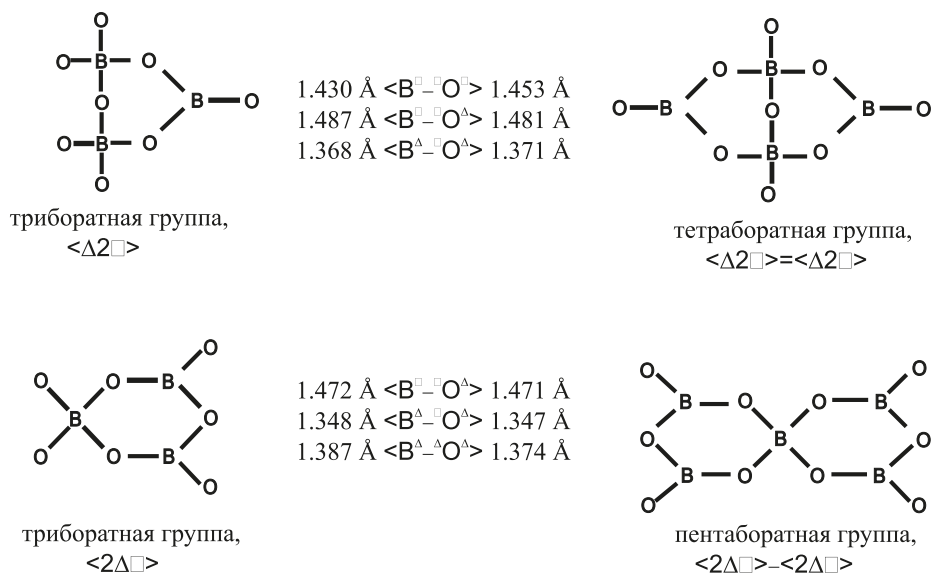 1.430 Å <B□–□O□> 1.453 Å
1.487 Å <B□–□OΔ> 1.481 Å
1.368 Å <BΔ–□OΔ> 1.371 Å
триборатная группа,
<Δ2□>
тетраборатная группа,
<Δ2□>=<Δ2□>
1.472 Å <B□–□OΔ> 1.471 Å
1.348 Å <BΔ–□OΔ> 1.347 Å
1.387 Å <BΔ–ΔOΔ> 1.374 Å
триборатная группа,
<2Δ□>
пентаборатная группа,
<2Δ□>–<2Δ□>